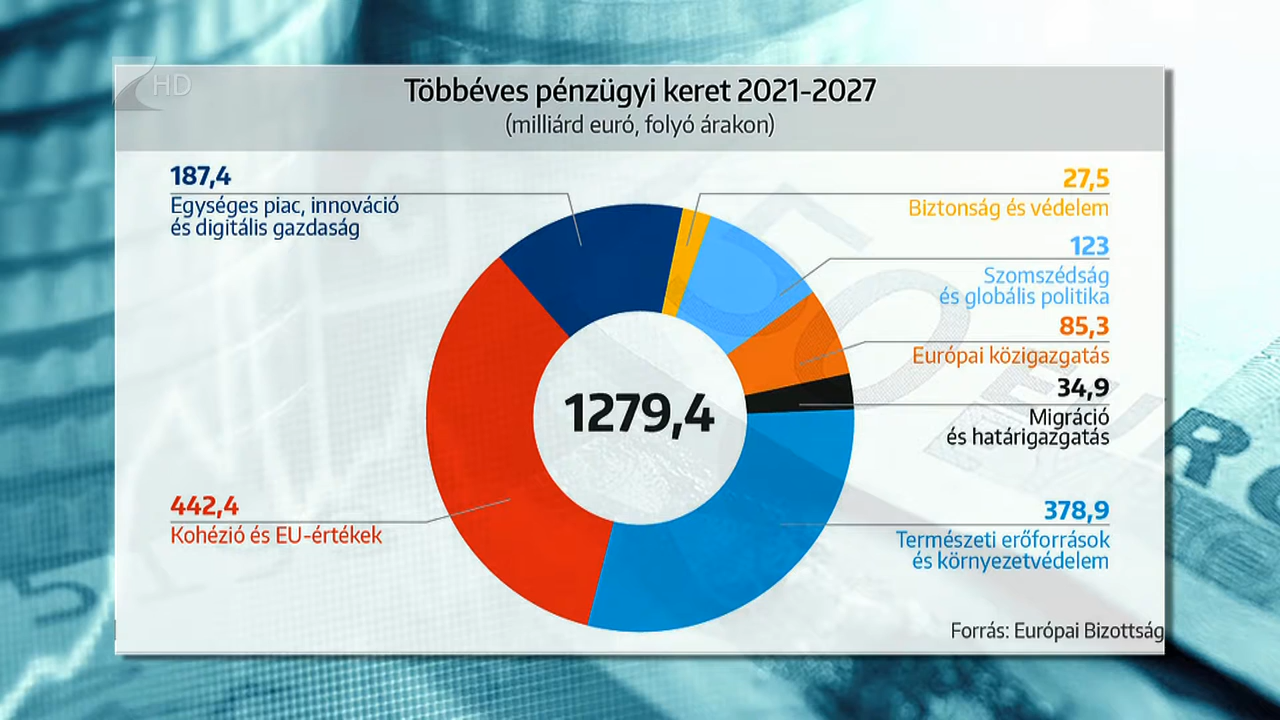 HD
Többéves pénzügyi keret 2021-2027
(milliárd euró, folyó árakon)
187,4
Egységes piac, innováció
és digitális gazdaság
27,5
Biztonság és védelem
123
Szomszédság
és globális politika
85,3
Európai közigazgatás
34,9
Migráció
és határigazgatás
1279,4
442,4
Kohézió és EU-értékek
378,9
Természeti erőforrások
és környezetvédelem
Forrás: Európai Bizottság